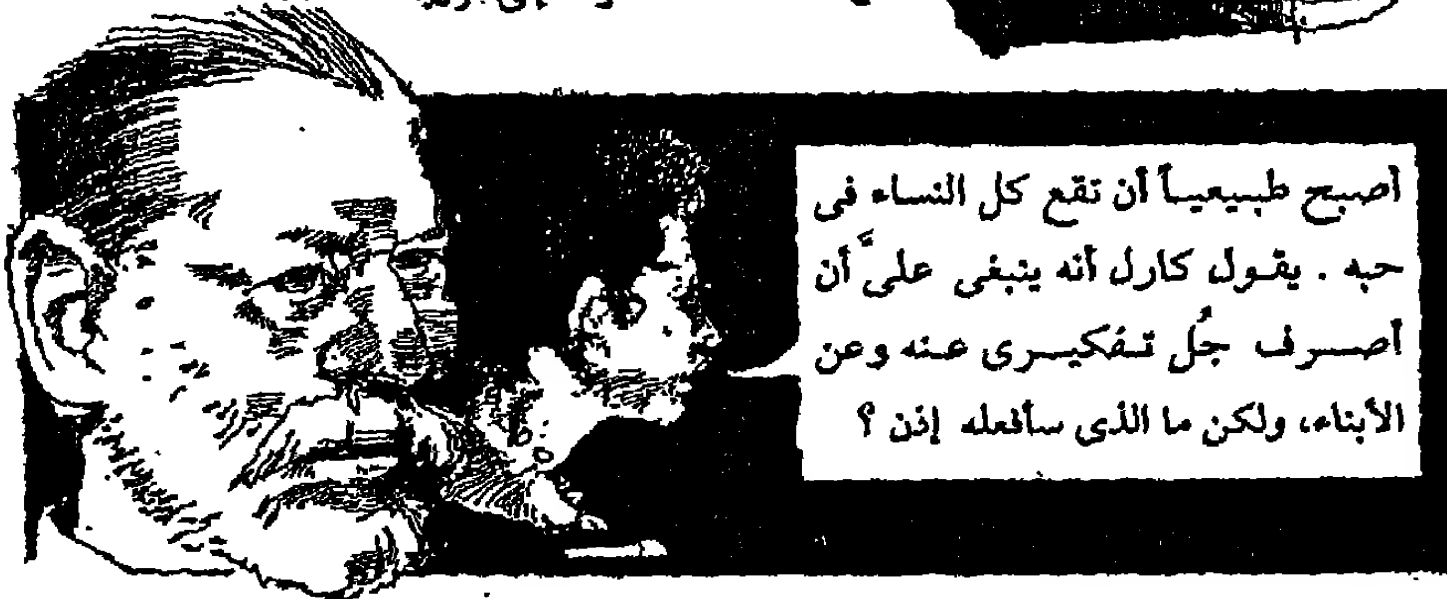 أصبح طبيعياً أن تقع كل النساء فى
حبه . يقول كارل أنه ينبغى علىَّ أن
أصرف جُل تفكيرى عنه وعن
الأبناء، ولكن ما الذى سأفعله إذن ؟